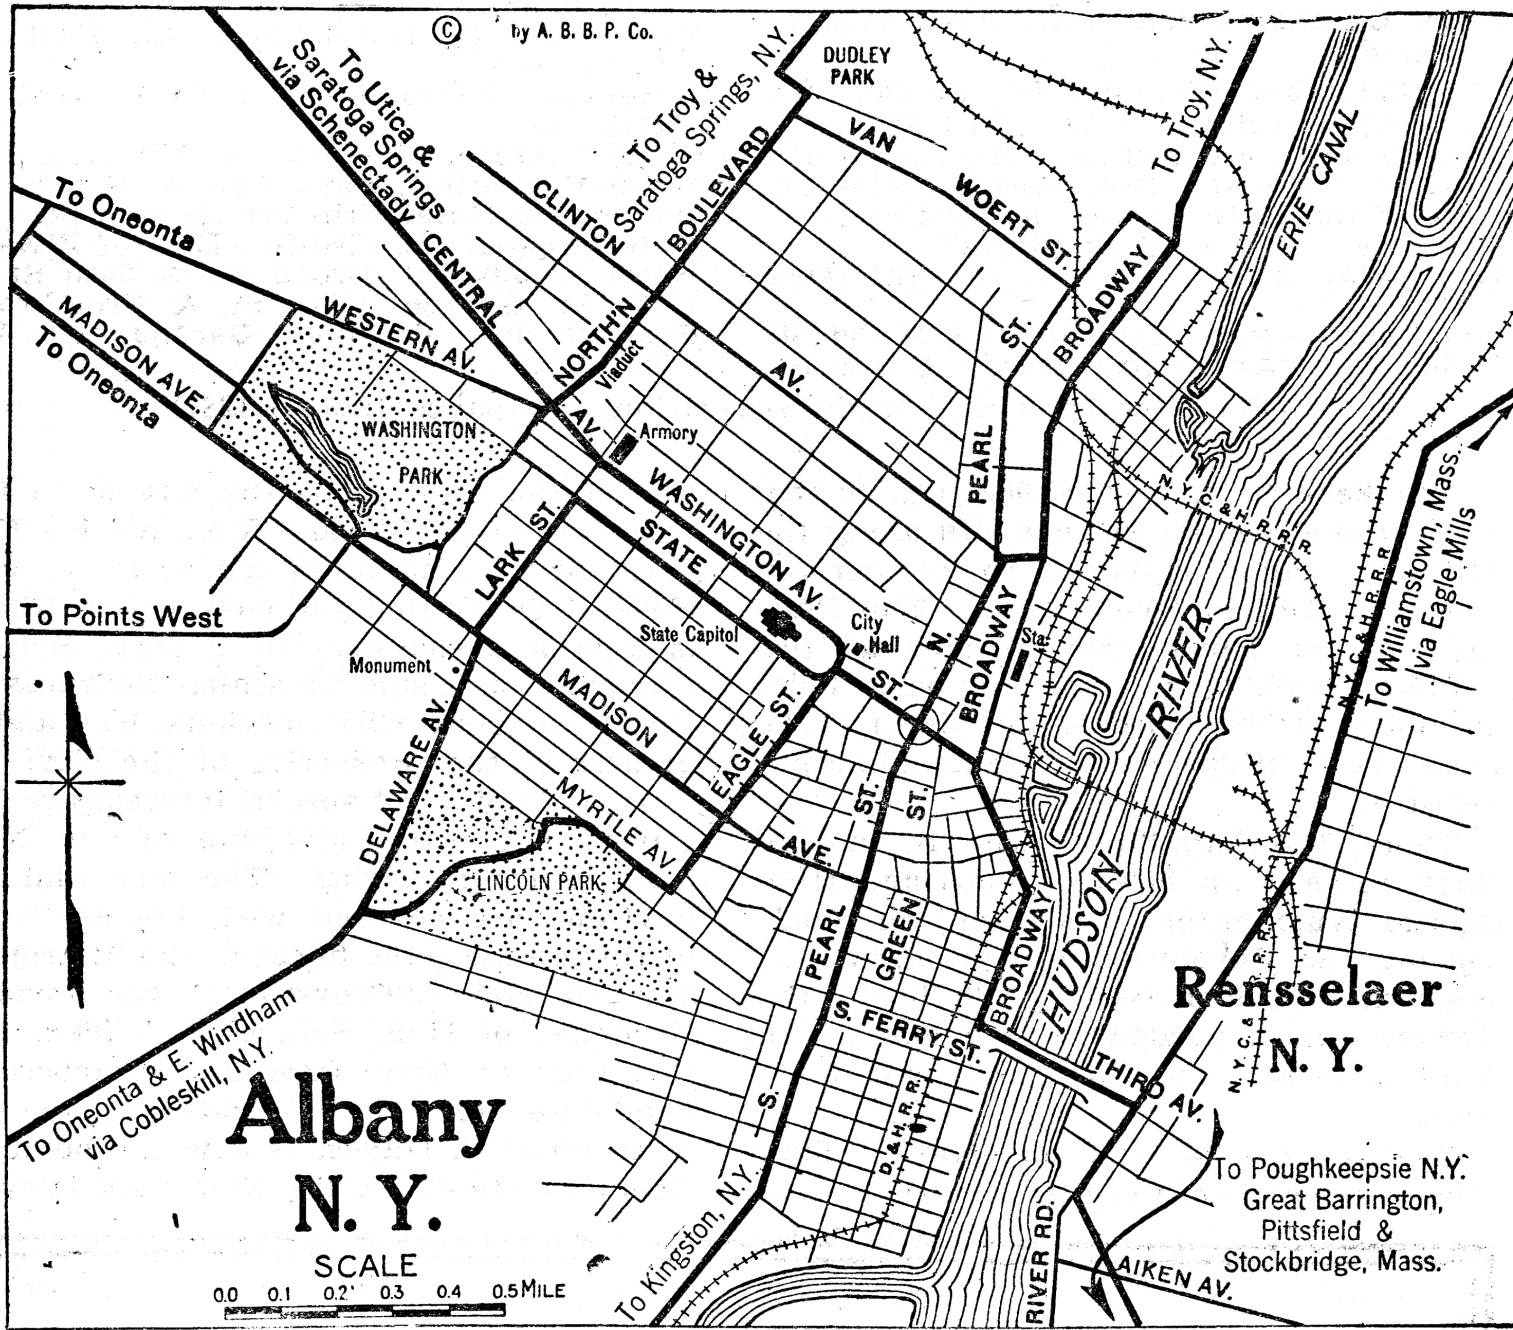 © by A. B. B. P. Co.
To Utica &
Saratoga Springs
via Schenectady
To Troy &
Saratoga Springs, N.Y.
DUDLEY
PARK
To Troy, N.Y.
ERIE CANAL
VAN WOERT ST.
CLINTON AV.
NORTH'N BOULEVARD
Viaduct
CENTRAL AV.
To Oneonta
WESTERN AV.
MADISON AVE.
To Oneonta
WASHINGTON
PARK
Armory
WASHINGTON AV.
STATE ST.
LARK ST.
State Capitol
City
Hall
N. PEARL ST.
BROADWAY
BROADWAY
Sta.
N.Y.C. & H. R. R.R.
N.Y.C. & H. R. R.R
To Williamstown, Mass.
via Eagle Mills
To Points West
Monument
MADISON AVE.
EAGLE ST.
MYRTLE AV.
DELAWARE AV.
LINCOLN PARK
S. PEARL ST.
GREEN ST.
BROADWAY
HUDSON RIVER
S. FERRY ST.
D. & H. R. R.
THIRD AV.
N.Y.C. & H. R. R. R.
Rensselaer
N. Y.
To Oneonta & E. Windham
via Cobleskill, N.Y.
Albany
N. Y.
SCALE
0.0 0.1 0.2 0.3 0.4 0.5 MILE
To Kingston, N.Y.
RIVER RD.
AIKEN AV.
To Poughkeepsie N.Y.
Great Barrington,
Pittsfield &
Stockbridge, Mass.